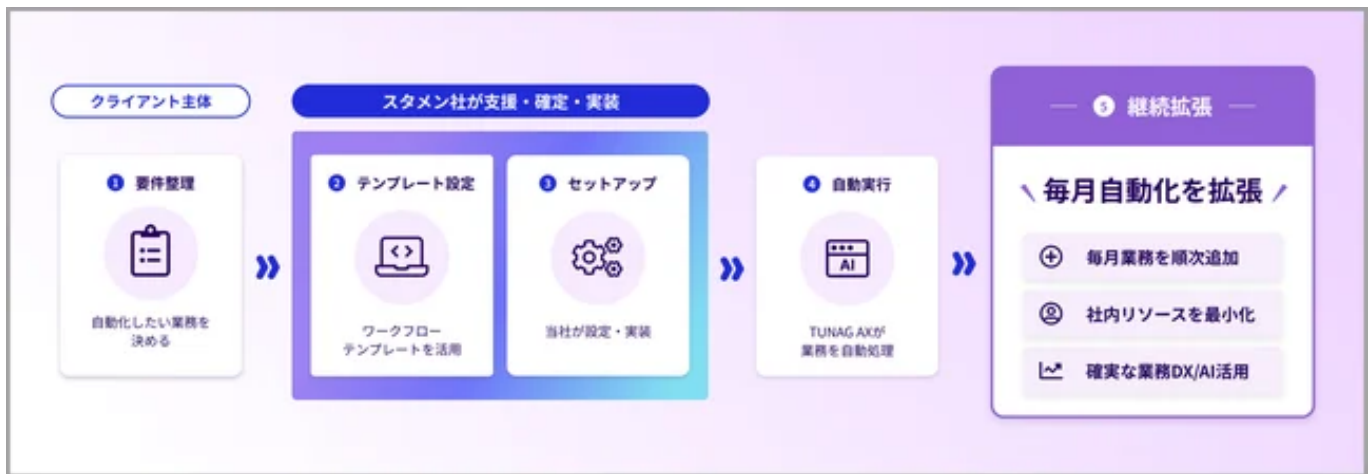 クライアント主体
スタメン社が支援・確定・実装
1 要件整理
自動化したい業務を
決める
2 テンプレート設定
ワークフロー
テンプレートを活用
3 セットアップ
当社が設定・実装
4 自動実行
AI
TUNAG AXが
業務を自動処理
5 継続拡張
毎月自動化を拡張
毎月業務を順次追加
社内リソースを最小化
確実な業務DX/AI活用